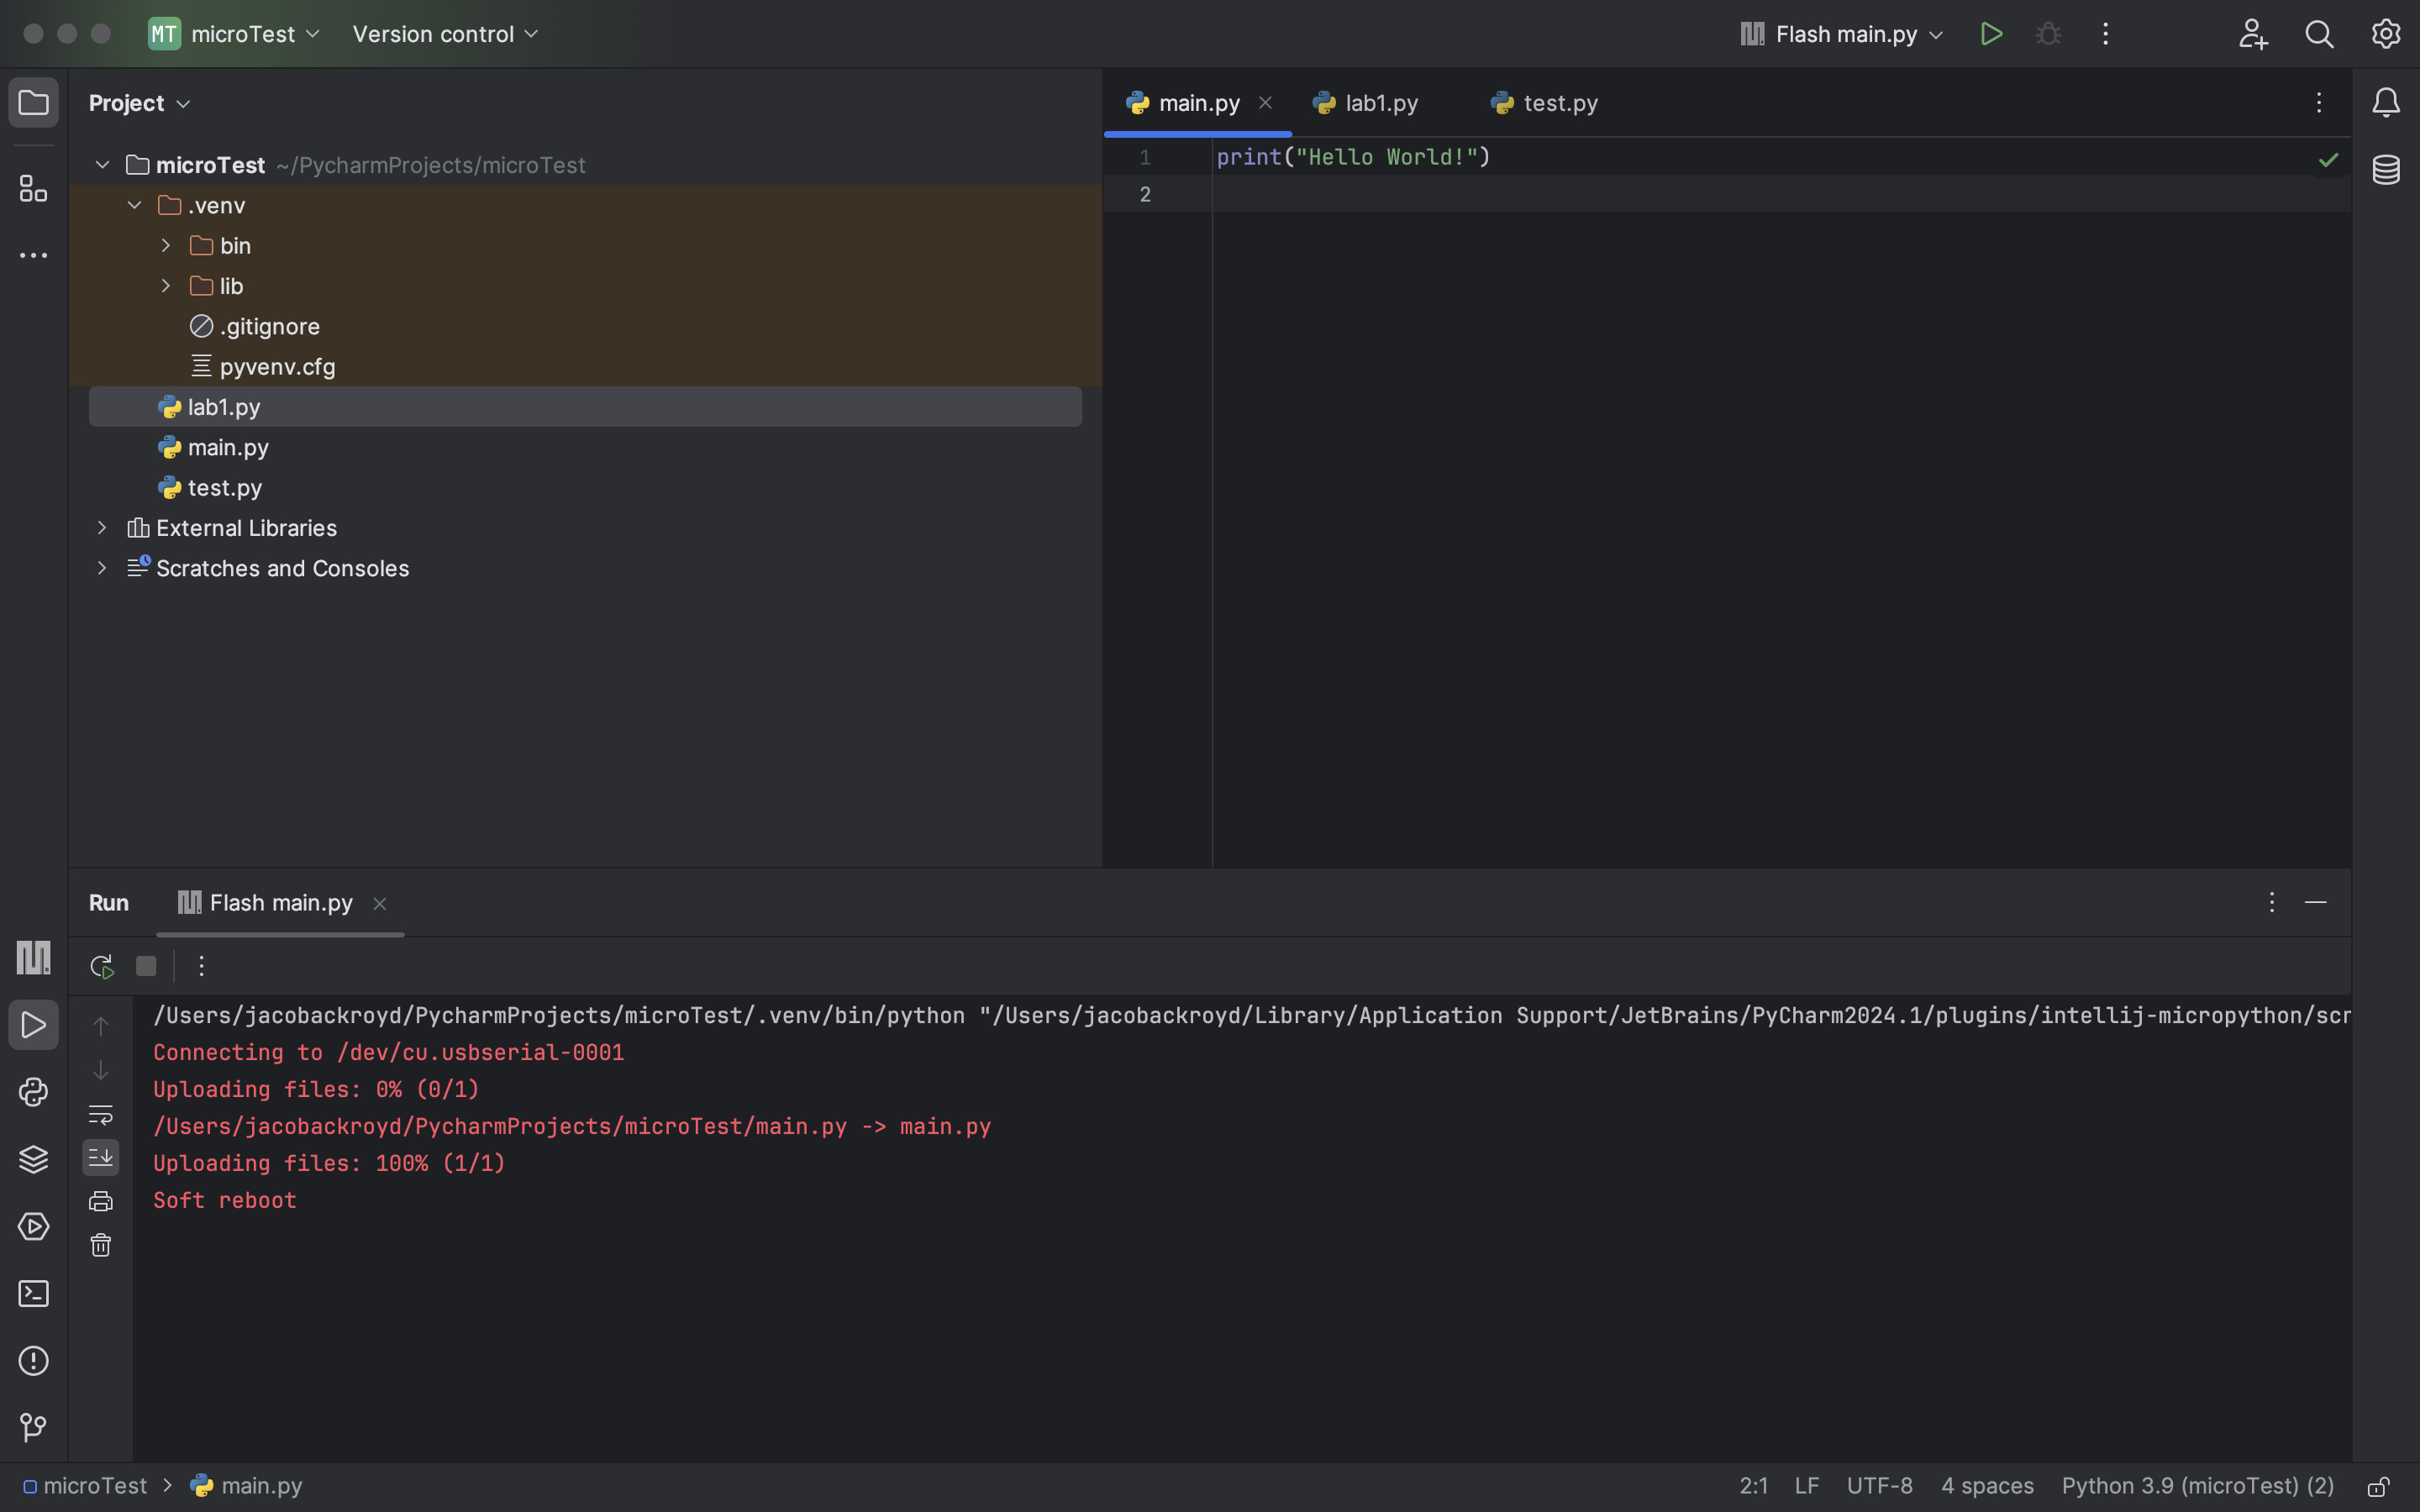 MT microTest Version control Flash main.py
Project
main.py lab1.py test.py
microTest ~/PycharmProjects/microTest
.venv
bin
lib
.gitignore
pyvenv.cfg
lab1.py
main.py
test.py
External Libraries
Scratches and Consoles
1 print("Hello World!")
2
Run Flash main.py
/Users/jacobackroyd/PycharmProjects/microTest/.venv/bin/python "/Users/jacobackroyd/Library/Application Support/JetBrains/PyCharm2024.1/plugins/intellij-micropython/scr
Connecting to /dev/cu.usbserial-0001
Uploading files: 0% (0/1)
/Users/jacobackroyd/PycharmProjects/microTest/main.py -> main.py
Uploading files: 100% (1/1)
Soft reboot
microTest > main.py 2:1 LF UTF-8 4 spaces Python 3.9 (microTest) (2)